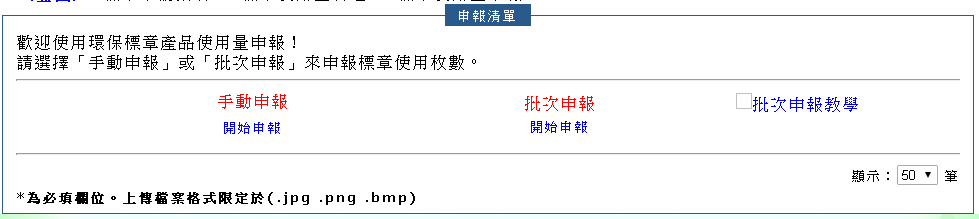 申報清單
歡迎使用環保標章產品使用量申報！
請選擇「手動申報」或「批次申報」來申報標章使用枚數。
手動申報 批次申報 批次申報教學
開始申報 開始申報
顯示： 50 筆
*為必填欄位。上傳檔案格式限定於(.jpg .png .bmp)